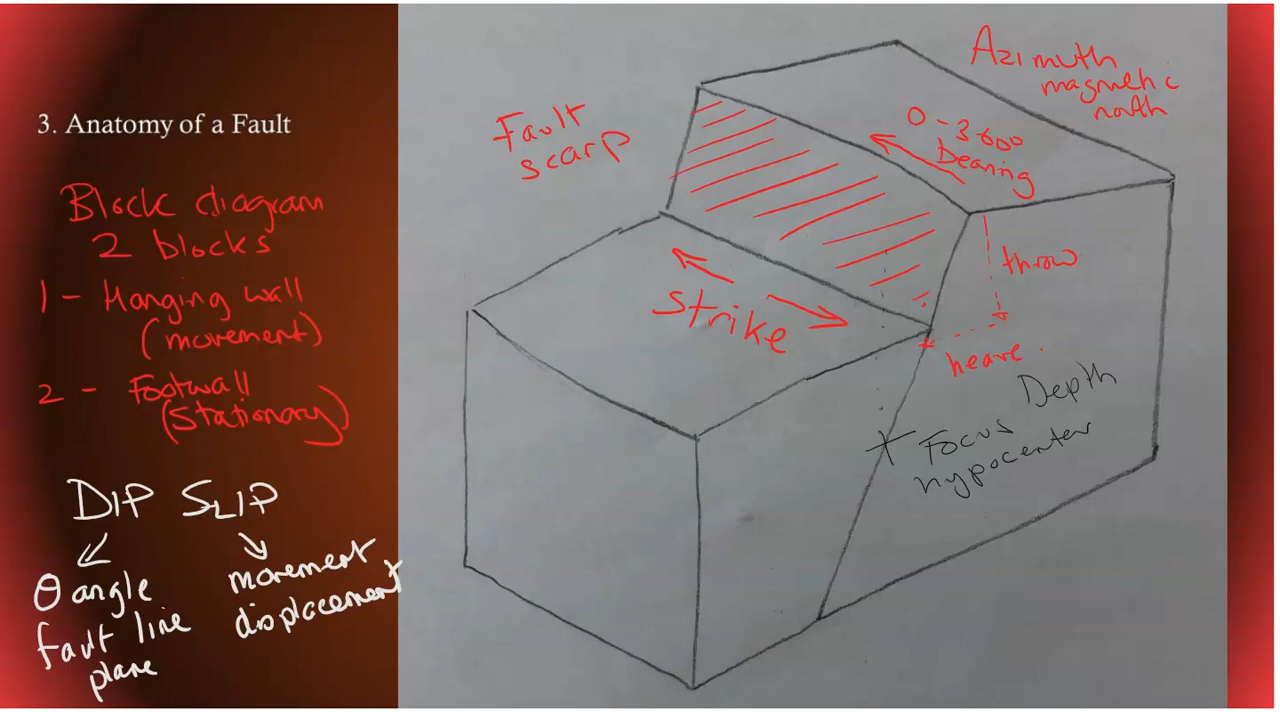 3. Anatomy of a Fault
Block diagram
2 blocks
1 - Hanging wall
(movement)
2 - Footwall
(stationary)
DIP SLIP
θ angle
fault line
plane
movement
displacement
Fault
scarp
Azimuth
magnetic
north
0-360°
bearing
throw
strike
heave
Depth
Focus
hypocenter